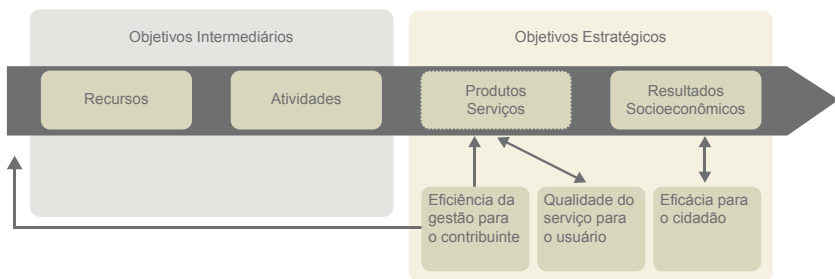 Objetivos Intermediários
Objetivos Estratégicos
Recursos
Atividades
Produtos
Serviços
Resultados
Socioeconômicos
Eficiência da
gestão para
o contribuinte
Qualidade do
serviço para
o usuário
Eficácia para
o cidadão